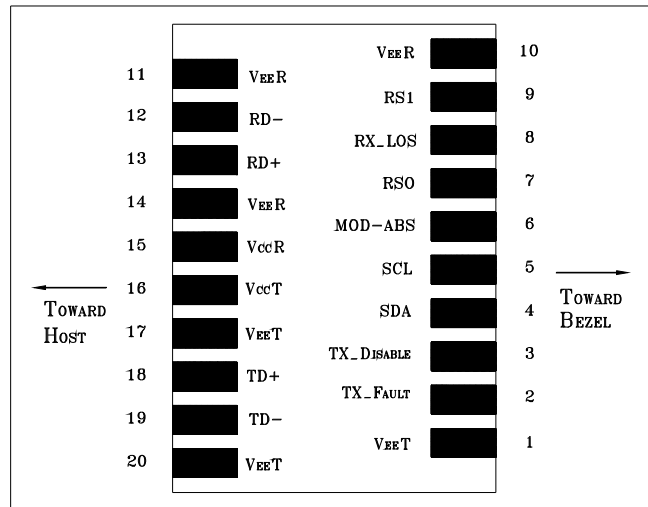 VEER 10
11 VEER
RS1 9
12 RD-
RX_LOS 8
13 RD+
RS0 7
14 VEER
MOD-ABS 6
15 VCCR
SCL 5
16 VCCT
TOWARD
HOST
TOWARD
BEZEL
SDA 4
17 VEET
TX_DISABLE 3
18 TD+
TX_FAULT 2
19 TD-
VEET 1
20 VEET